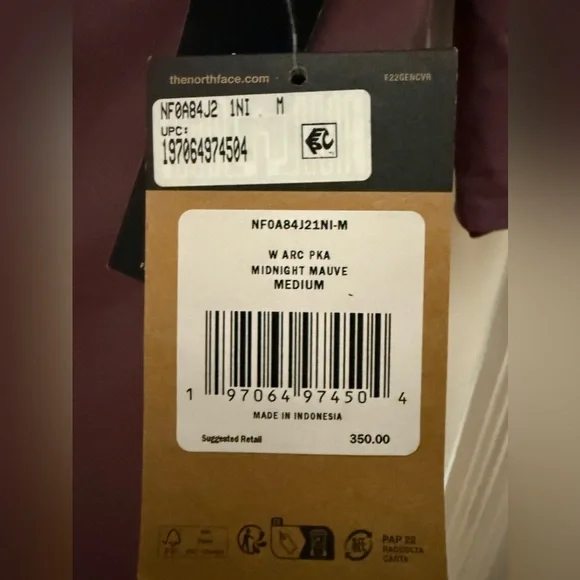 thenorthface.com
F22GENCVR
NF0A84J2 1NI . M
UPC:
197064974504
NF0A84J21NI-M
W ARC PKA
MIDNIGHT MAUVE
MEDIUM
1 97064 97450 4
MADE IN INDONESIA
Suggested Retail 350.00
PAP 22
RACCOLTA
CARTA